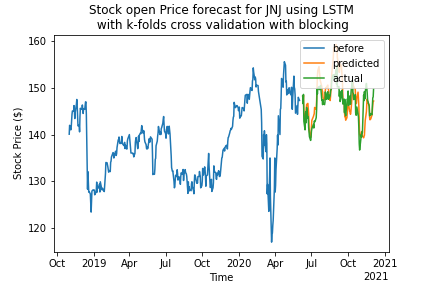 Stock open Price forecast for JNJ using LSTM
with k-folds cross validation with blocking
Stock Price ($)
160
150
140
130
120
before
predicted
actual
Oct 2019 Apr Jul Oct 2020 Apr Jul Oct 2021
Time
2021